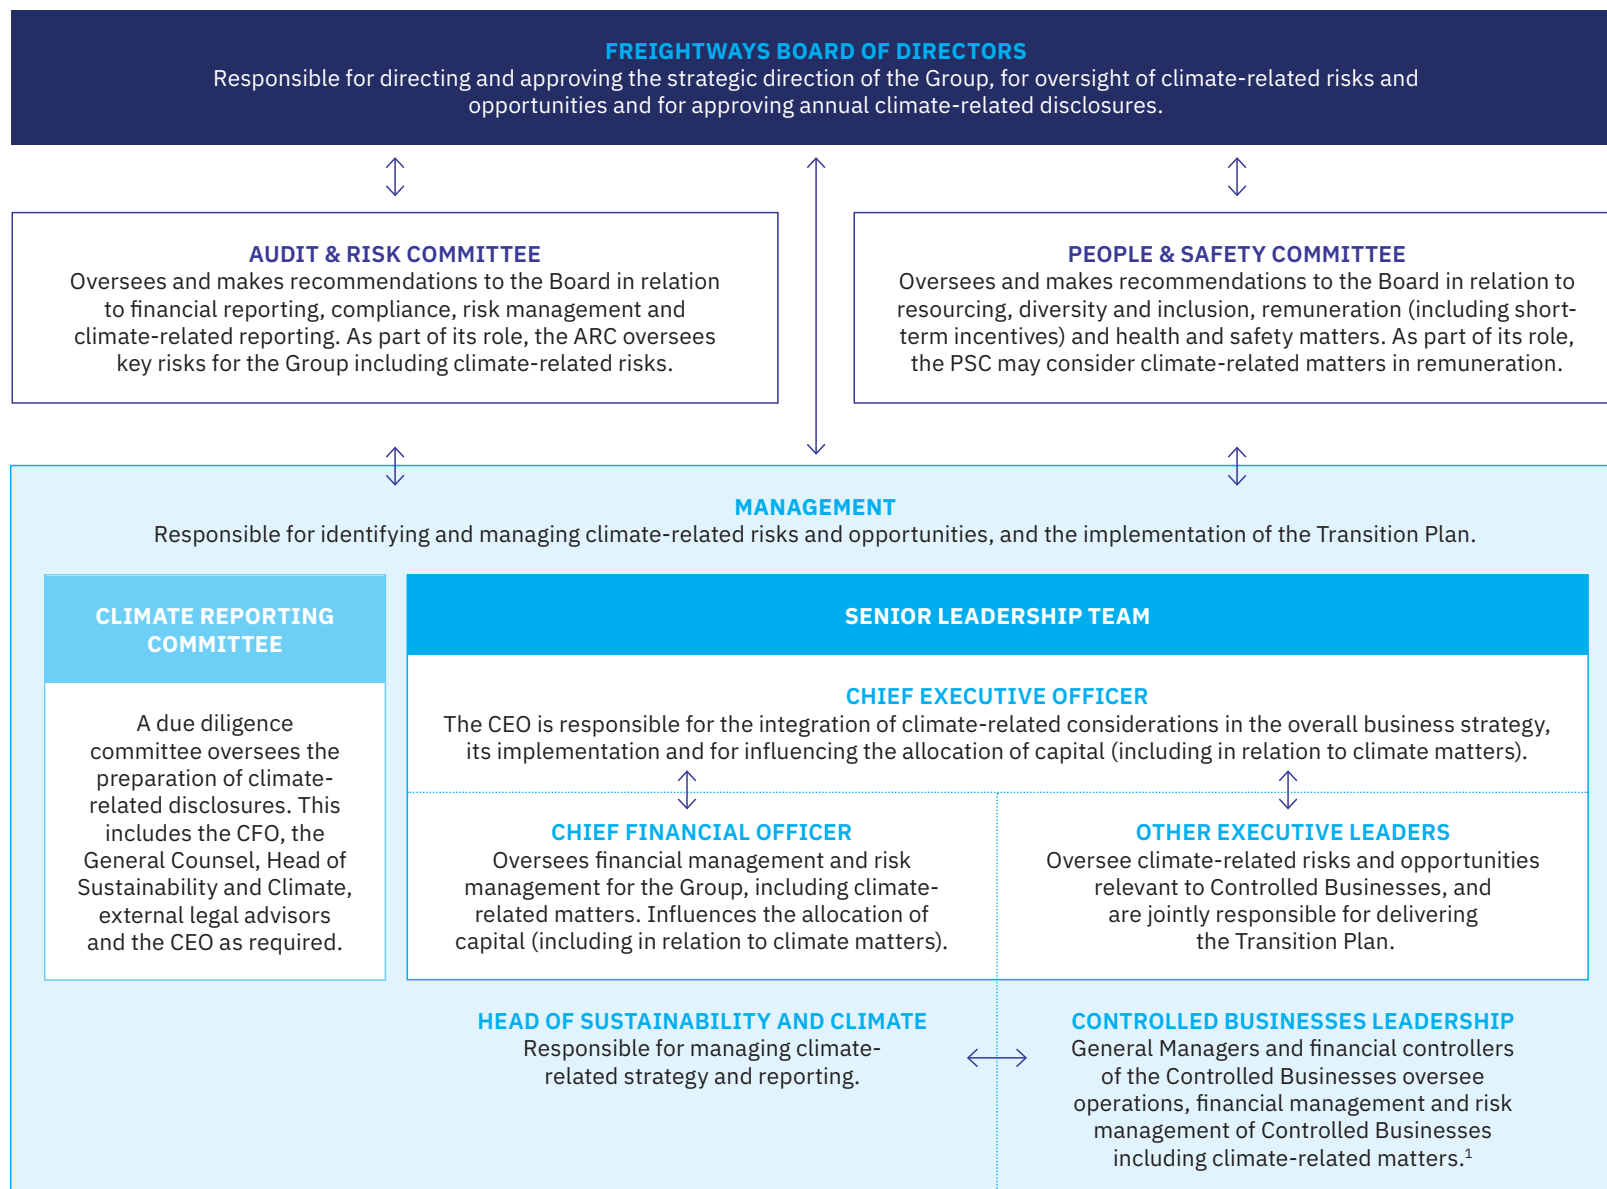 FREIGHTWAYS BOARD OF DIRECTORS
Responsible for directing and approving the strategic direction of the Group, for oversight of climate-related risks and
opportunities and for approving annual climate-related disclosures.
AUDIT & RISK COMMITTEE
Oversees and makes recommendations to the Board in relation
to financial reporting, compliance, risk management and
climate-related reporting. As part of its role, the ARC oversees
key risks for the Group including climate-related risks.
PEOPLE & SAFETY COMMITTEE
Oversees and makes recommendations to the Board in relation to
resourcing, diversity and inclusion, remuneration (including short-
term incentives) and health and safety matters. As part of its role,
the PSC may consider climate-related matters in remuneration.
MANAGEMENT
Responsible for identifying and managing climate-related risks and opportunities, and the implementation of the Transition Plan.
CLIMATE REPORTING
COMMITTEE
A due diligence
committee oversees the
preparation of climate-
related disclosures. This
includes the CFO, the
General Counsel, Head of
Sustainability and Climate,
external legal advisors
and the CEO as required.
SENIOR LEADERSHIP TEAM
CHIEF EXECUTIVE OFFICER
The CEO is responsible for the integration of climate-related considerations in the overall business strategy,
its implementation and for influencing the allocation of capital (including in relation to climate matters).
CHIEF FINANCIAL OFFICER
Oversees financial management and risk
management for the Group, including climate-
related matters. Influences the allocation of
capital (including in relation to climate matters).
OTHER EXECUTIVE LEADERS
Oversee climate-related risks and opportunities
relevant to Controlled Businesses, and
are jointly responsible for delivering
the Transition Plan.
HEAD OF SUSTAINABILITY AND CLIMATE
Responsible for managing climate-
related strategy and reporting.
CONTROLLED BUSINESSES LEADERSHIP
General Managers and financial controllers
of the Controlled Businesses oversee
operations, financial management and risk
management of Controlled Businesses
including climate-related matters.¹